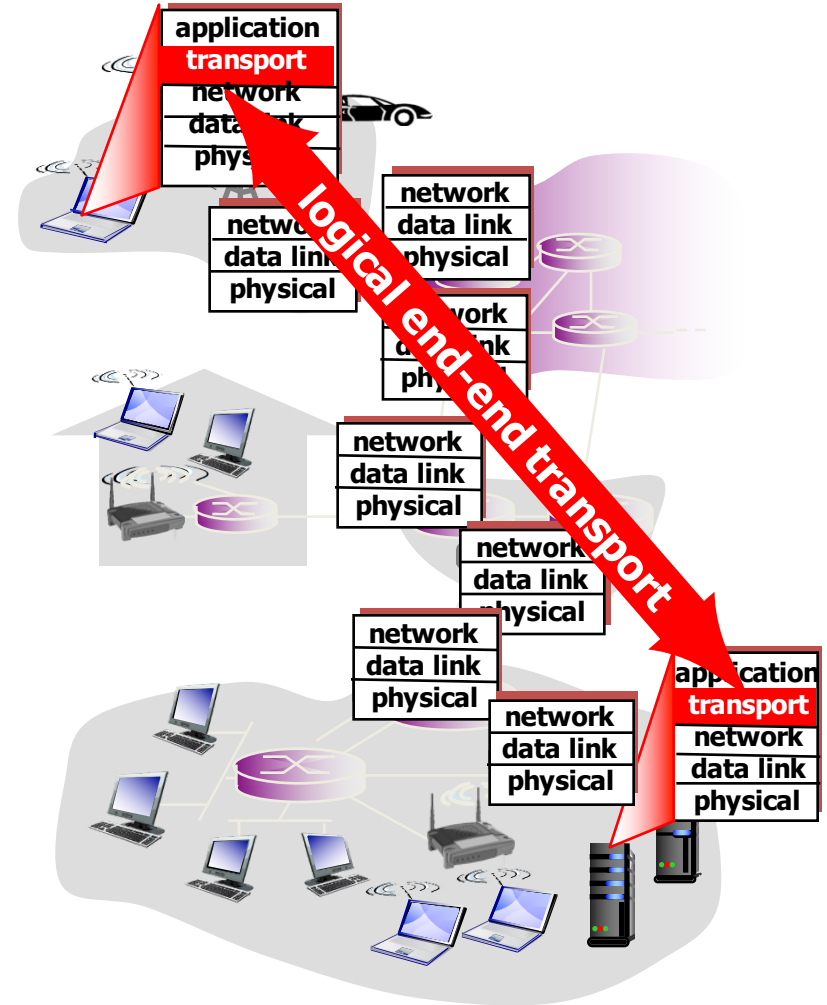 application
transport
network
data link
physical
network
data link
physical
network
data link
physical
network
data link
physical
logical end-end transport
network
data link
physical
network
data link
physical
network
data link
physical
network
data link
physical
application
transport
network
data link
physical